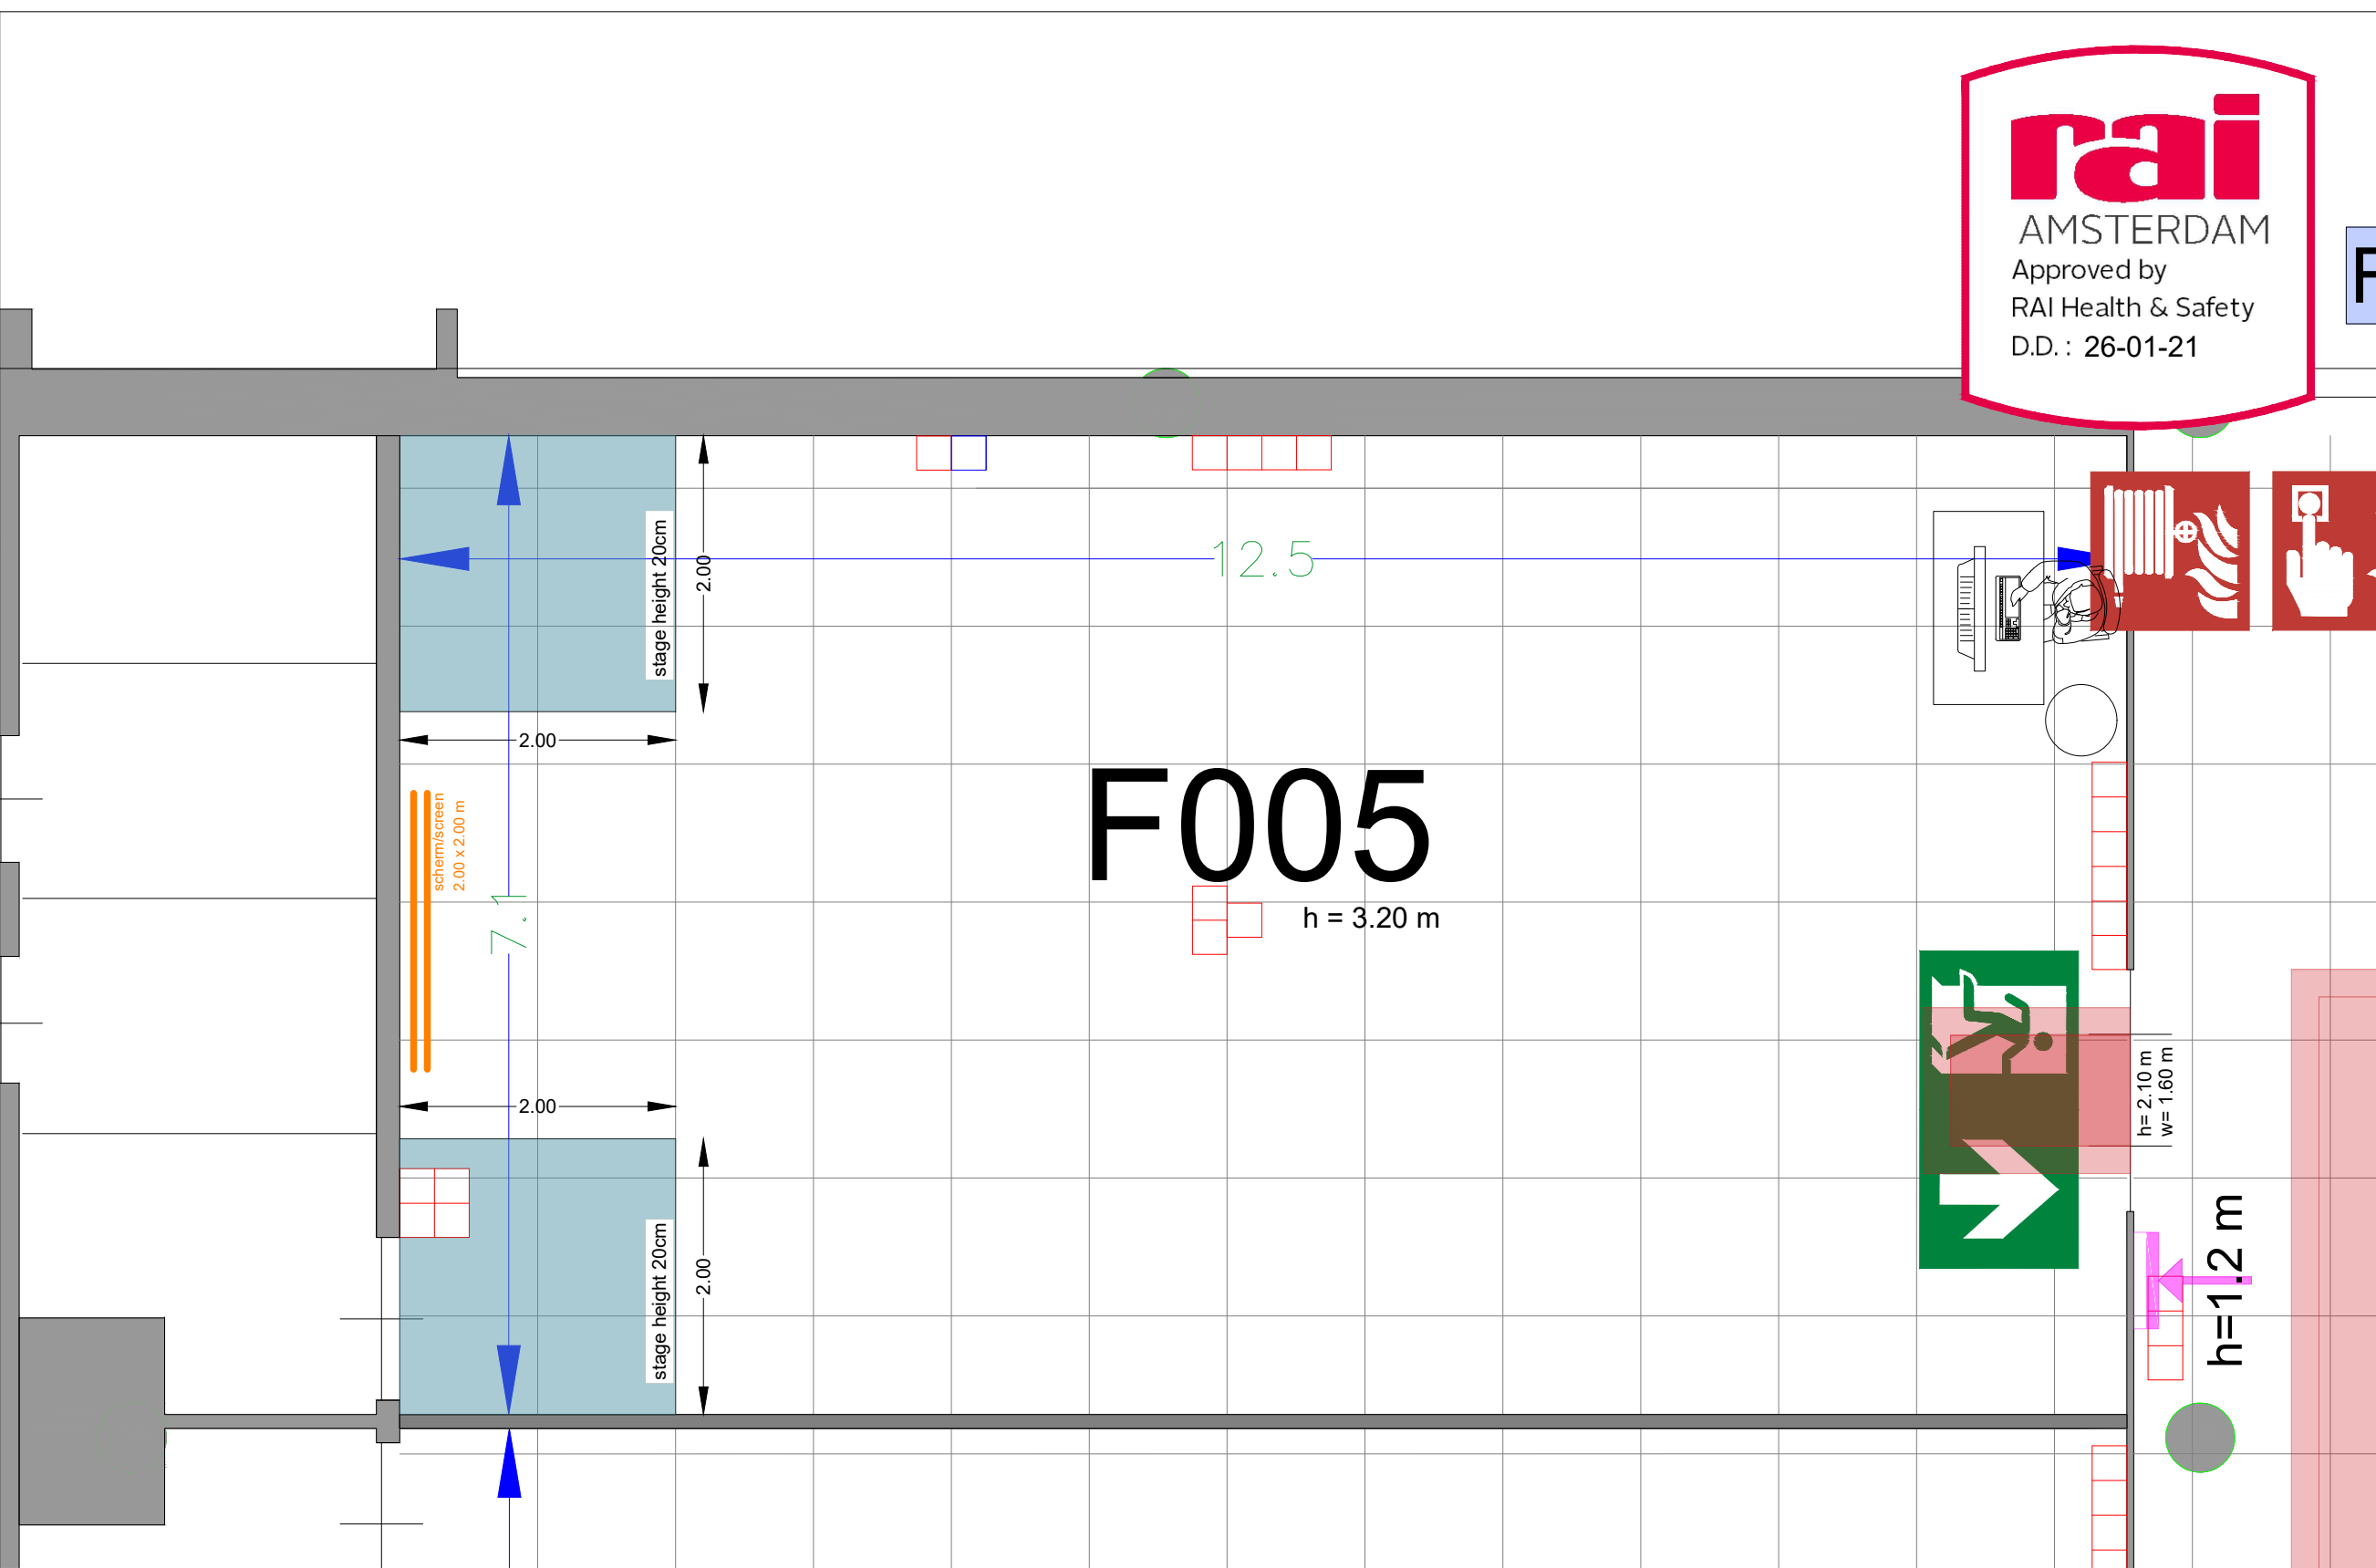 rai
AMSTERDAM
Approved by
RAI Health & Safety
D.D. : 26-01-21
F
12.5
stage height 20cm
2.00
2.00
scherm/screen
2.00 x 2.00 m
7.1
F005
h = 3.20 m
2.00
stage height 20cm
2.00
h= 2.10 m
w= 1.60 m
h=1.2 m